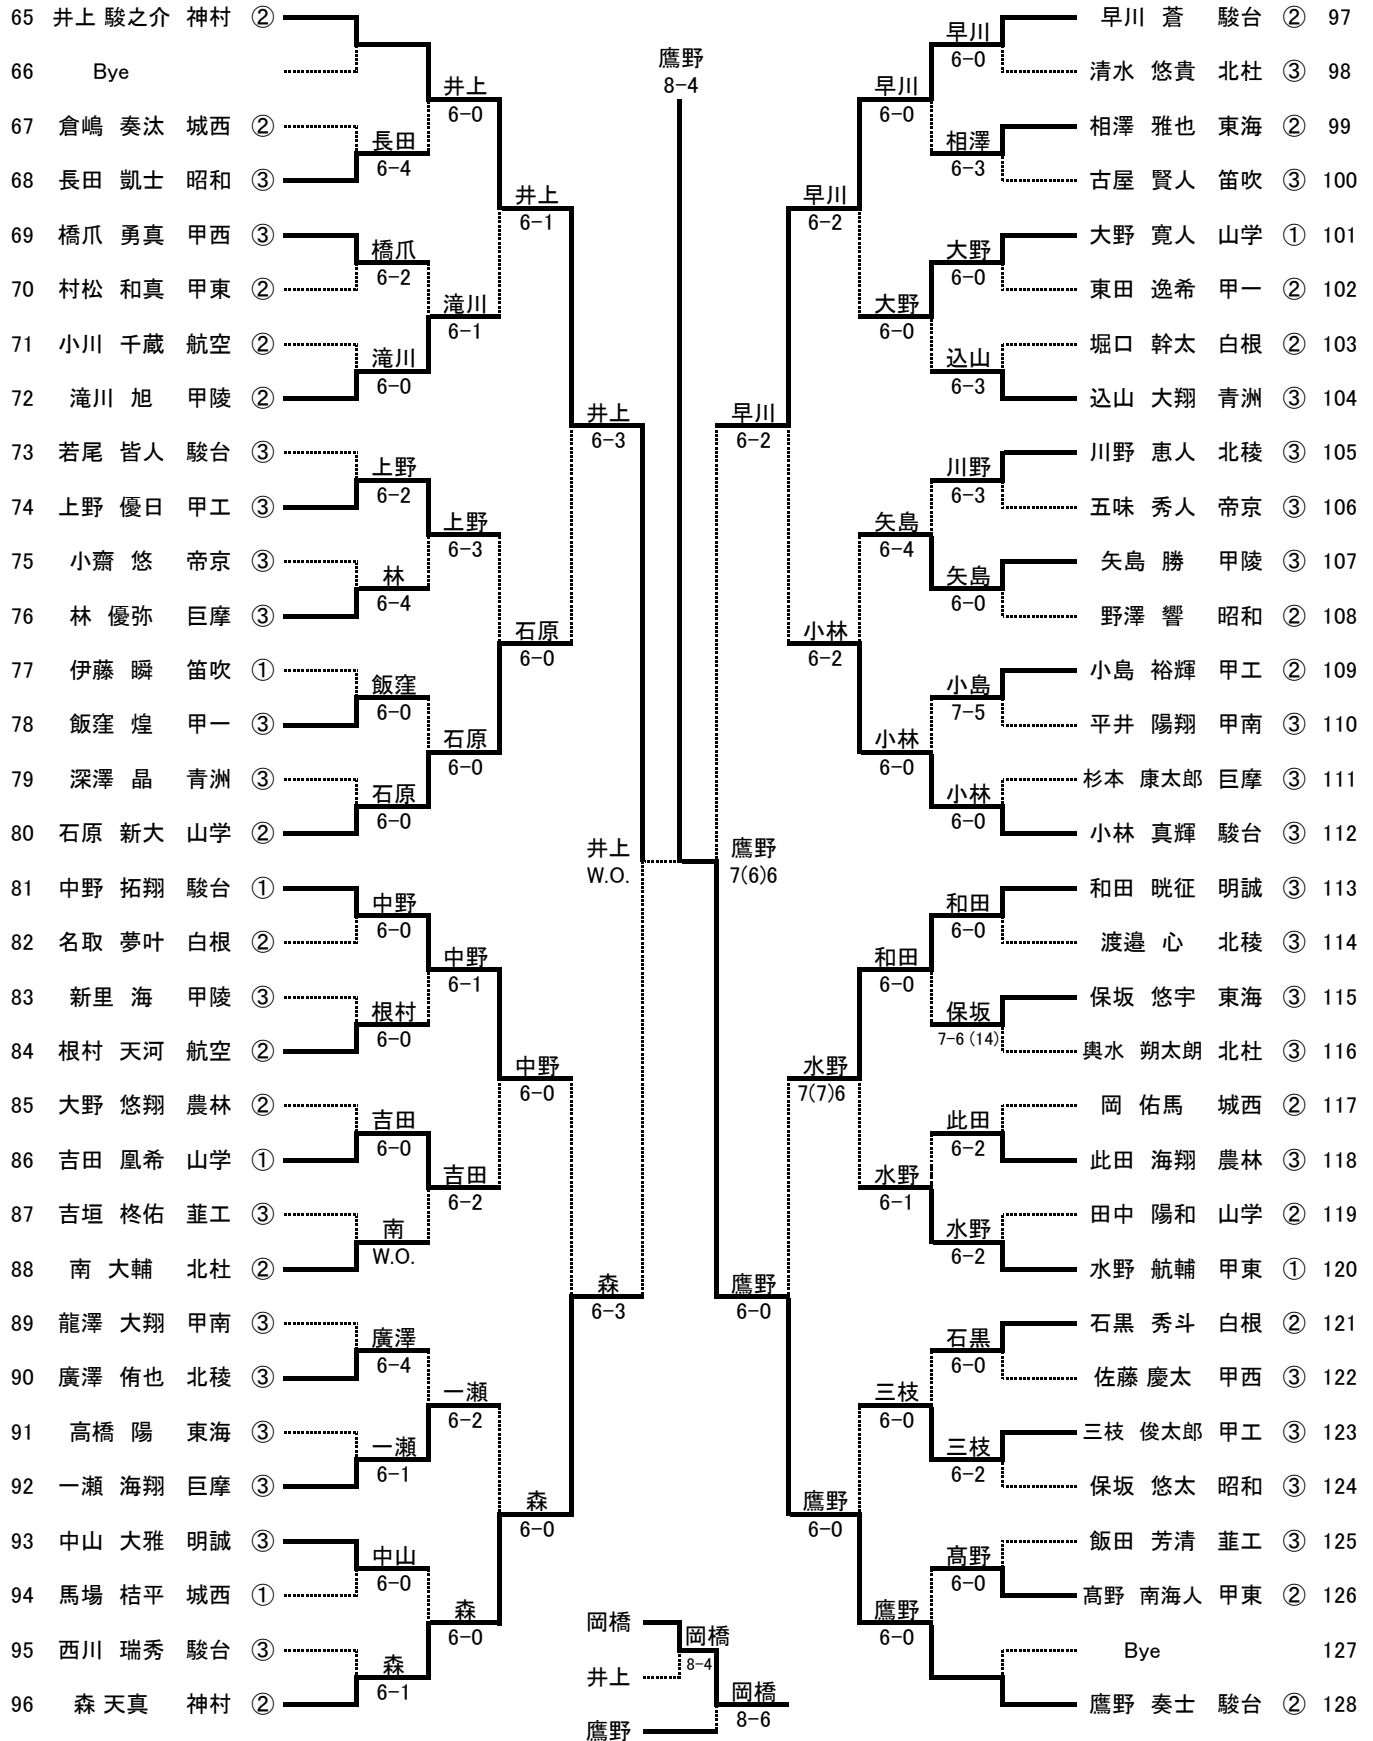 65 井上 駿之介 神村 ②
66 Bye
67 倉嶋 奏汰 城西 ②
68 長田 凱士 昭和 ③
69 橋爪 勇真 甲西 ③
70 村松 和真 甲東 ②
71 小川 千蔵 航空 ②
72 滝川 旭 甲陵 ②
73 若尾 皆人 駿台 ③
74 上野 優日 甲工 ③
75 小齋 悠 帝京 ③
76 林 優弥 巨摩 ③
77 伊藤 瞬 笛吹 ①
78 飯窪 煌 甲一 ③
79 深澤 晶 青洲 ③
80 石原 新大 山学 ②
81 中野 拓翔 駿台 ①
82 名取 夢叶 白根 ②
83 新里 海 甲陵 ③
84 根村 天河 航空 ②
85 大野 悠翔 農林 ②
86 吉田 凰希 山学 ①
87 吉垣 柊佑 韮工 ③
88 南 大輔 北杜 ②
89 龍澤 大翔 甲南 ③
90 廣澤 侑也 北稜 ③
91 高橋 陽 東海 ③
92 一瀬 海翔 巨摩 ③
93 中山 大雅 明誠 ③
94 馬場 桔平 城西 ①
95 西川 瑞秀 駿台 ③
96 森 天真 神村 ②
長田
6-4
橋爪
6-2
滝川
6-0
上野
6-2
林
6-4
飯窪
6-0
石原
6-0
中野
6-0
根村
6-0
吉田
6-0
南
W.O.
廣澤
6-4
一瀬
6-1
中山
6-0
森
6-1
井上
6-0
滝川
6-1
上野
6-3
石原
6-0
中野
6-1
吉田
6-2
一瀬
6-2
森
6-0
井上
6-1
石原
6-0
中野
6-0
森
6-0
井上
6-3
森
6-3
井上
W.O.
鷹野
8-4
鷹野
7(6)6
早川
6-2
鷹野
6-0
早川
6-2
小林
6-2
水野
7(7)6
鷹野
6-0
早川
6-0
大野
6-0
矢島
6-4
小林
6-0
和田
6-0
水野
6-1
三枝
6-0
鷹野
6-0
早川
6-0
相澤
6-3
大野
6-0
込山
6-3
川野
6-3
矢島
6-0
小島
7-5
小林
6-0
和田
6-0
保坂
7-6 (14)
此田
6-2
水野
6-2
石黒
6-0
三枝
6-2
髙野
6-0
早川 蒼 駿台 ② 97
清水 悠貴 北杜 ③ 98
相澤 雅也 東海 ② 99
古屋 賢人 笛吹 ③ 100
大野 寛人 山学 ① 101
東田 逸希 甲一 ② 102
堀口 幹太 白根 ② 103
込山 大翔 青洲 ③ 104
川野 恵人 北稜 ③ 105
五味 秀人 帝京 ③ 106
矢島 勝 甲陵 ③ 107
野澤 響 昭和 ② 108
小島 裕輝 甲工 ② 109
平井 陽翔 甲南 ③ 110
杉本 康太郎 巨摩 ③ 111
小林 真輝 駿台 ③ 112
和田 晄征 明誠 ③ 113
渡邉 心 北稜 ③ 114
保坂 悠宇 東海 ③ 115
輿水 朔太朗 北杜 ③ 116
岡 佑馬 城西 ② 117
此田 海翔 農林 ③ 118
田中 陽和 山学 ② 119
水野 航輔 甲東 ① 120
石黒 秀斗 白根 ② 121
佐藤 慶太 甲西 ③ 122
三枝 俊太郎 甲工 ③ 123
保坂 悠太 昭和 ③ 124
飯田 芳清 韮工 ③ 125
髙野 南海人 甲東 ② 126
Bye 127
鷹野 奏士 駿台 ② 128
岡橋
井上
鷹野
岡橋
8-4
岡橋
8-6